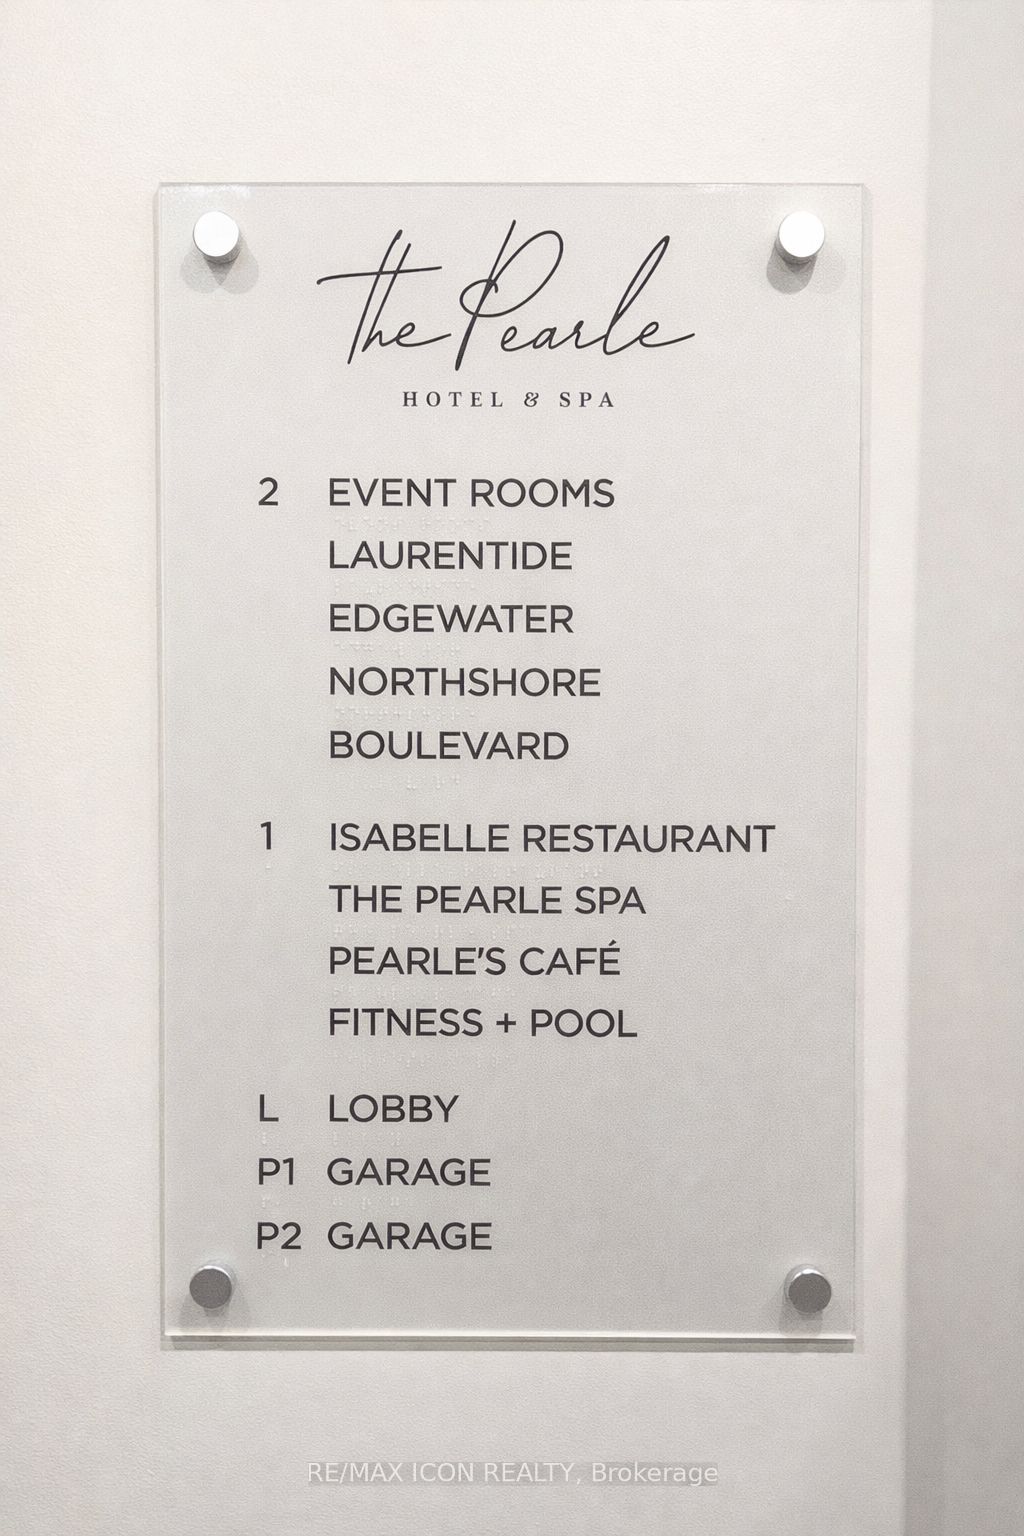 the Pearle
HOTEL & SPA
2 EVENT ROOMS
LAURENTIDE
EDGEWATER
NORTHSHORE
BOULEVARD
1 ISABELLE RESTAURANT
THE PEARLE SPA
PEARLE'S CAFÉ
FITNESS + POOL
L LOBBY
P1 GARAGE
P2 GARAGE
RE/MAX ICON REALTY, Brokerage